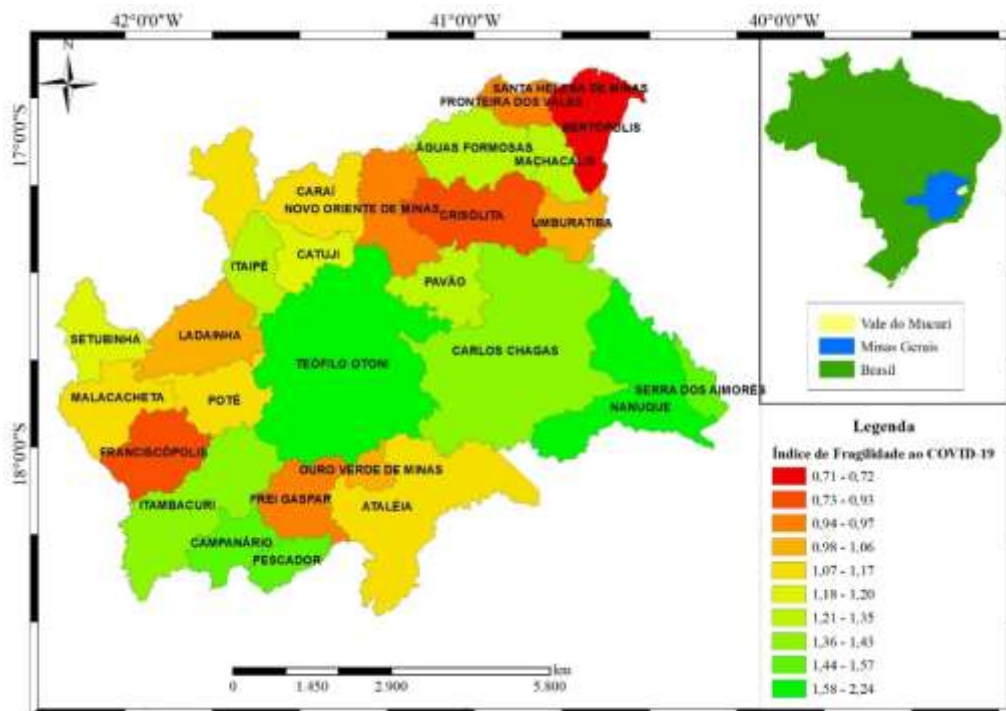 42°0'0"W
41°0'0"W
40°0'0"W
N
17°0'0"S
18°0'0"S
SANTA HELENA DE MINAS
FRONTEIRA DOS VALES
BERTÓPOLIS
ÁGUAS FORMOSAS
MACHACALIS
CARAÍ
NOVO ORIENTE DE MINAS
CRISÓLITA
UMBURATIBA
ITAIPÉ
CATUJI
PAVÃO
SETUBINHA
LADAINHA
TEÓFILO OTONI
CARLOS CHAGAS
MALACACHETA
POTÉ
SERRA DOS AIMORÉS
NANUQUE
FRANCISCÓPOLIS
OURO VERDE DE MINAS
ITAMBACURI
FREI GASPAR
ATALÉIA
CAMPANÁRIO
PESCADOR
km
0 1.450 2.900 5.800
Vale do Mucuri
Minas Gerais
Brasil
Legenda
Índice de Fragilidade ao COVID-19
0,71 - 0,72
0,73 - 0,93
0,94 - 0,97
0,98 - 1,06
1,07 - 1,17
1,18 - 1,20
1,21 - 1,35
1,36 - 1,43
1,44 - 1,57
1,58 - 2,24